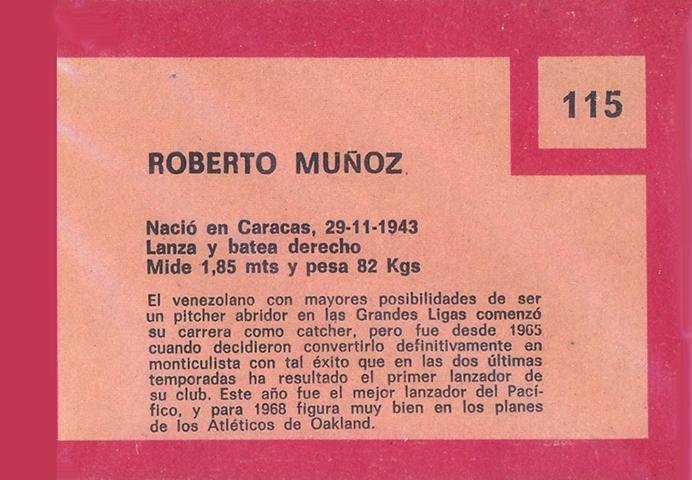 115
ROBERTO MUÑOZ
Nació en Caracas, 29-11-1943
Lanza y batea derecho
Mide 1,85 mts y pesa 82 Kgs
El venezolano con mayores posibilidades de ser
un pitcher abridor en las Grandes Ligas comenzó
su carrera como catcher, pero fue desde 1965
cuando decidieron convertirlo definitivamente en
monticulista con tal éxito que en las dos últimas
temporadas ha resultado el primer lanzador de
su club. Este año fue el mejor lanzador del Pací-
fico, y para 1968 figura muy bien en los planes
de los Atléticos de Oakland.